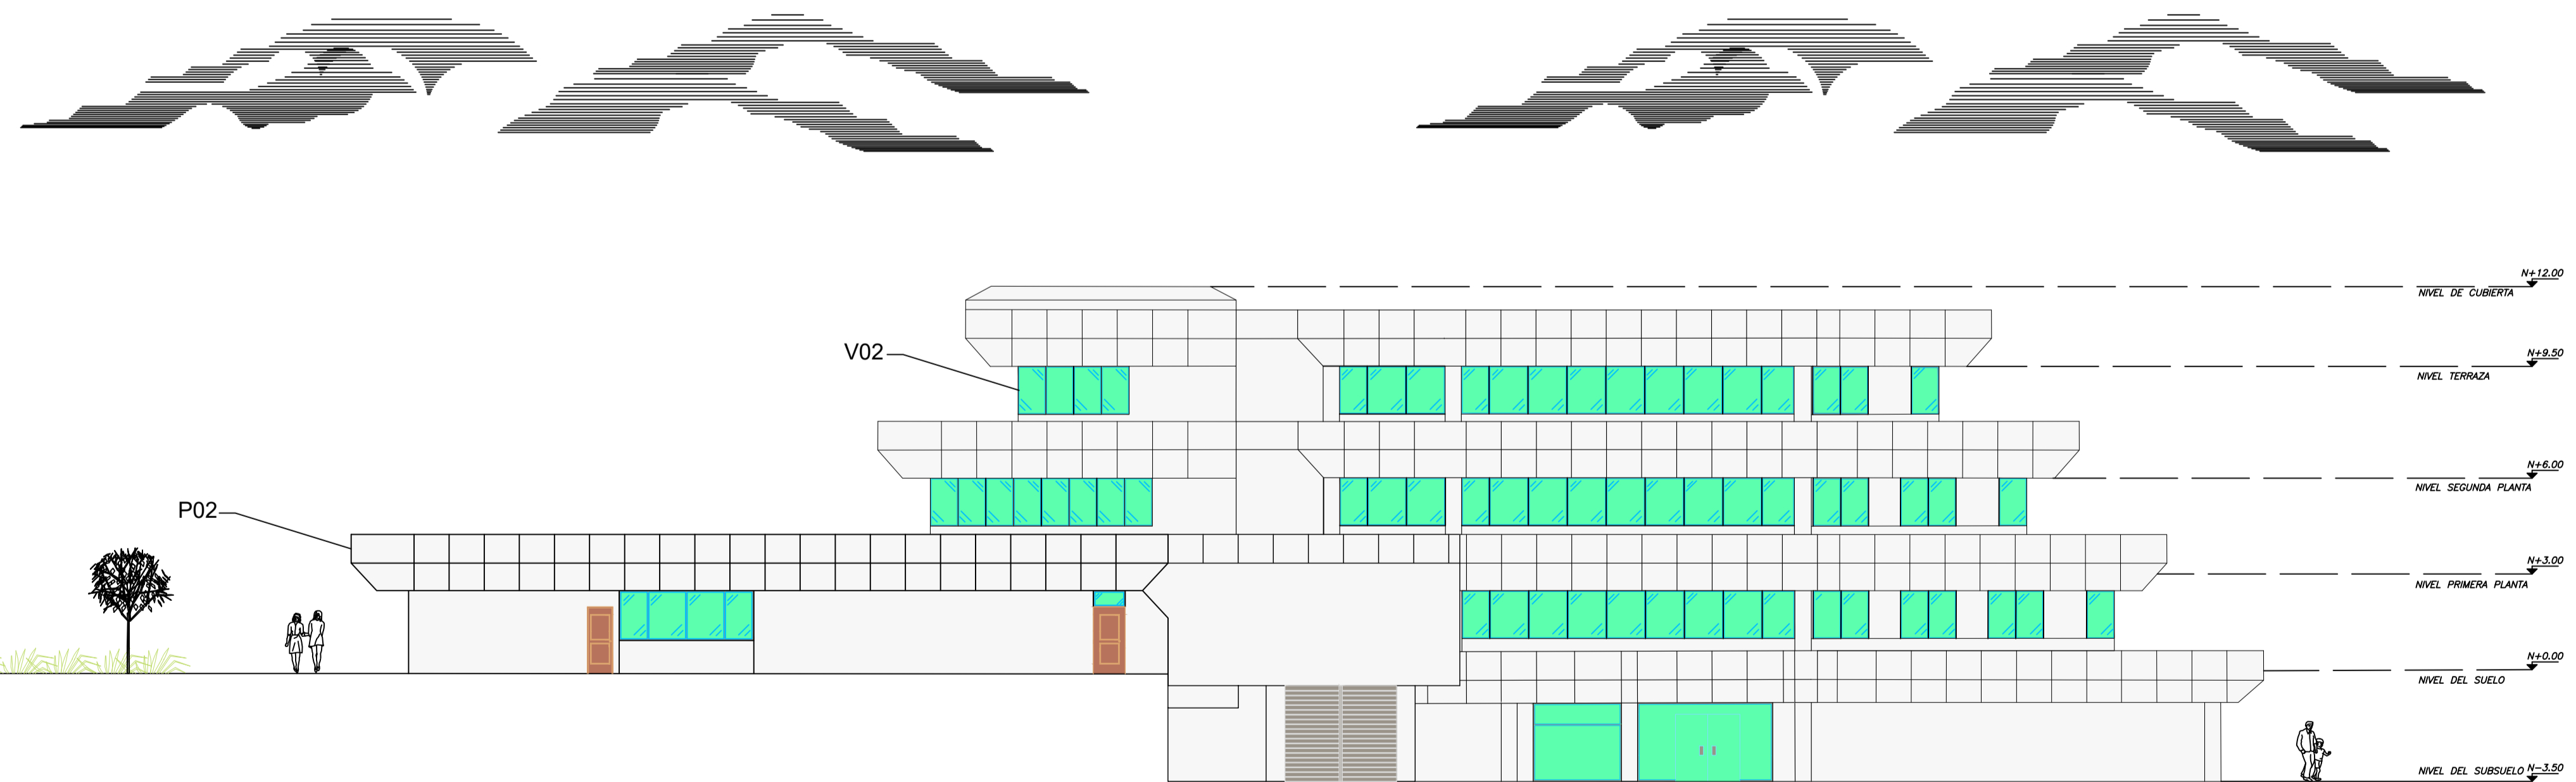 N+12.00
NIVEL DE CUBIERTA
V02
N+9.50
NIVEL TERRAZA
N+6.00
NIVEL SEGUNDA PLANTA
P02
N+3.00
NIVEL PRIMERA PLANTA
N+0.00
NIVEL DEL SUELO
NIVEL DEL SUBSUELO N-3.50